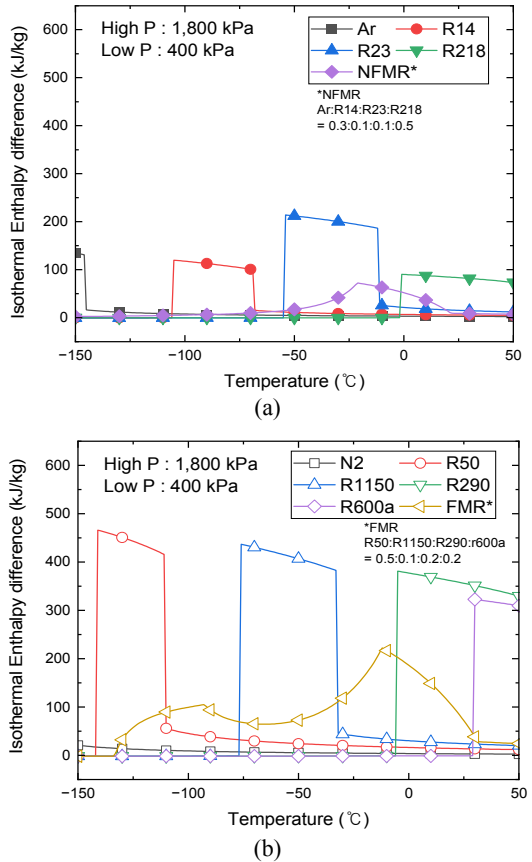 High P : 1,800 kPa
Low P : 400 kPa
Ar R14
R23 R218
NFMR*
*NFMR
Ar:R14:R23:R218
= 0.3:0.1:0.1:0.5
Isothermal Enthalpy difference (kJ/kg)
600
500
400
300
200
100
0
−150 −100 −50 0 50
Temperature (℃)
(a)
High P : 1,800 kPa
Low P : 400 kPa
N2 R50
R1150 R290
R600a FMR*
*FMR
R50:R1150:R290:r600a
= 0.5:0.1:0.2:0.2
Isothermal Enthalpy difference (kJ/kg)
600
500
400
300
200
100
0
−150 −100 −50 0 50
Temperature (℃)
(b)